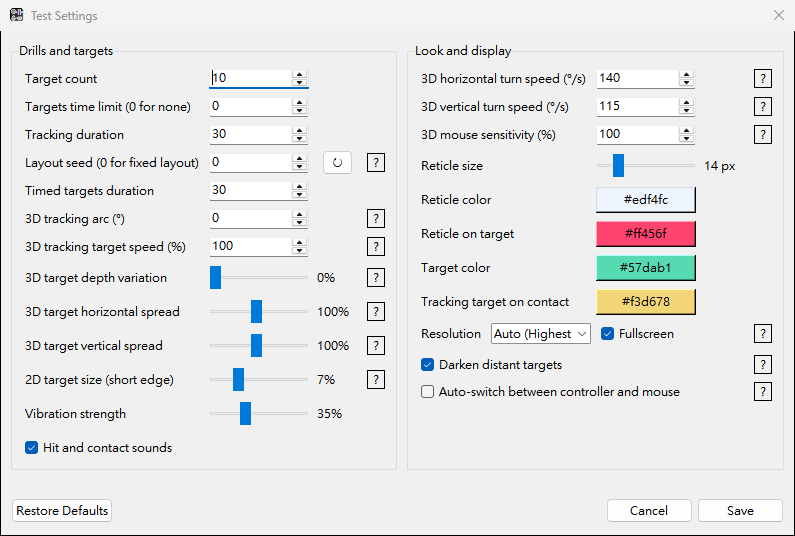 Test Settings
Drills and targets
Target count 10
Targets time limit (0 for none) 0
Tracking duration 30
Layout seed (0 for fixed layout) 0 ↻ ?
Timed targets duration 30
3D tracking arc (°) 0 ?
3D tracking target speed (%) 100 ?
3D target depth variation 0% ?
3D target horizontal spread 100% ?
3D target vertical spread 100% ?
2D target size (short edge) 7% ?
Vibration strength 35%
Hit and contact sounds
Look and display
3D horizontal turn speed (°/s) 140 ?
3D vertical turn speed (°/s) 115 ?
3D mouse sensitivity (%) 100 ?
Reticle size 14 px
Reticle color #edf4fc
Reticle on target #ff456f
Target color #57dab1
Tracking target on contact #f3d678
Resolution Auto (Highest Fullscreen ?
Darken distant targets ?
Auto-switch between controller and mouse ?
Restore Defaults Cancel Save